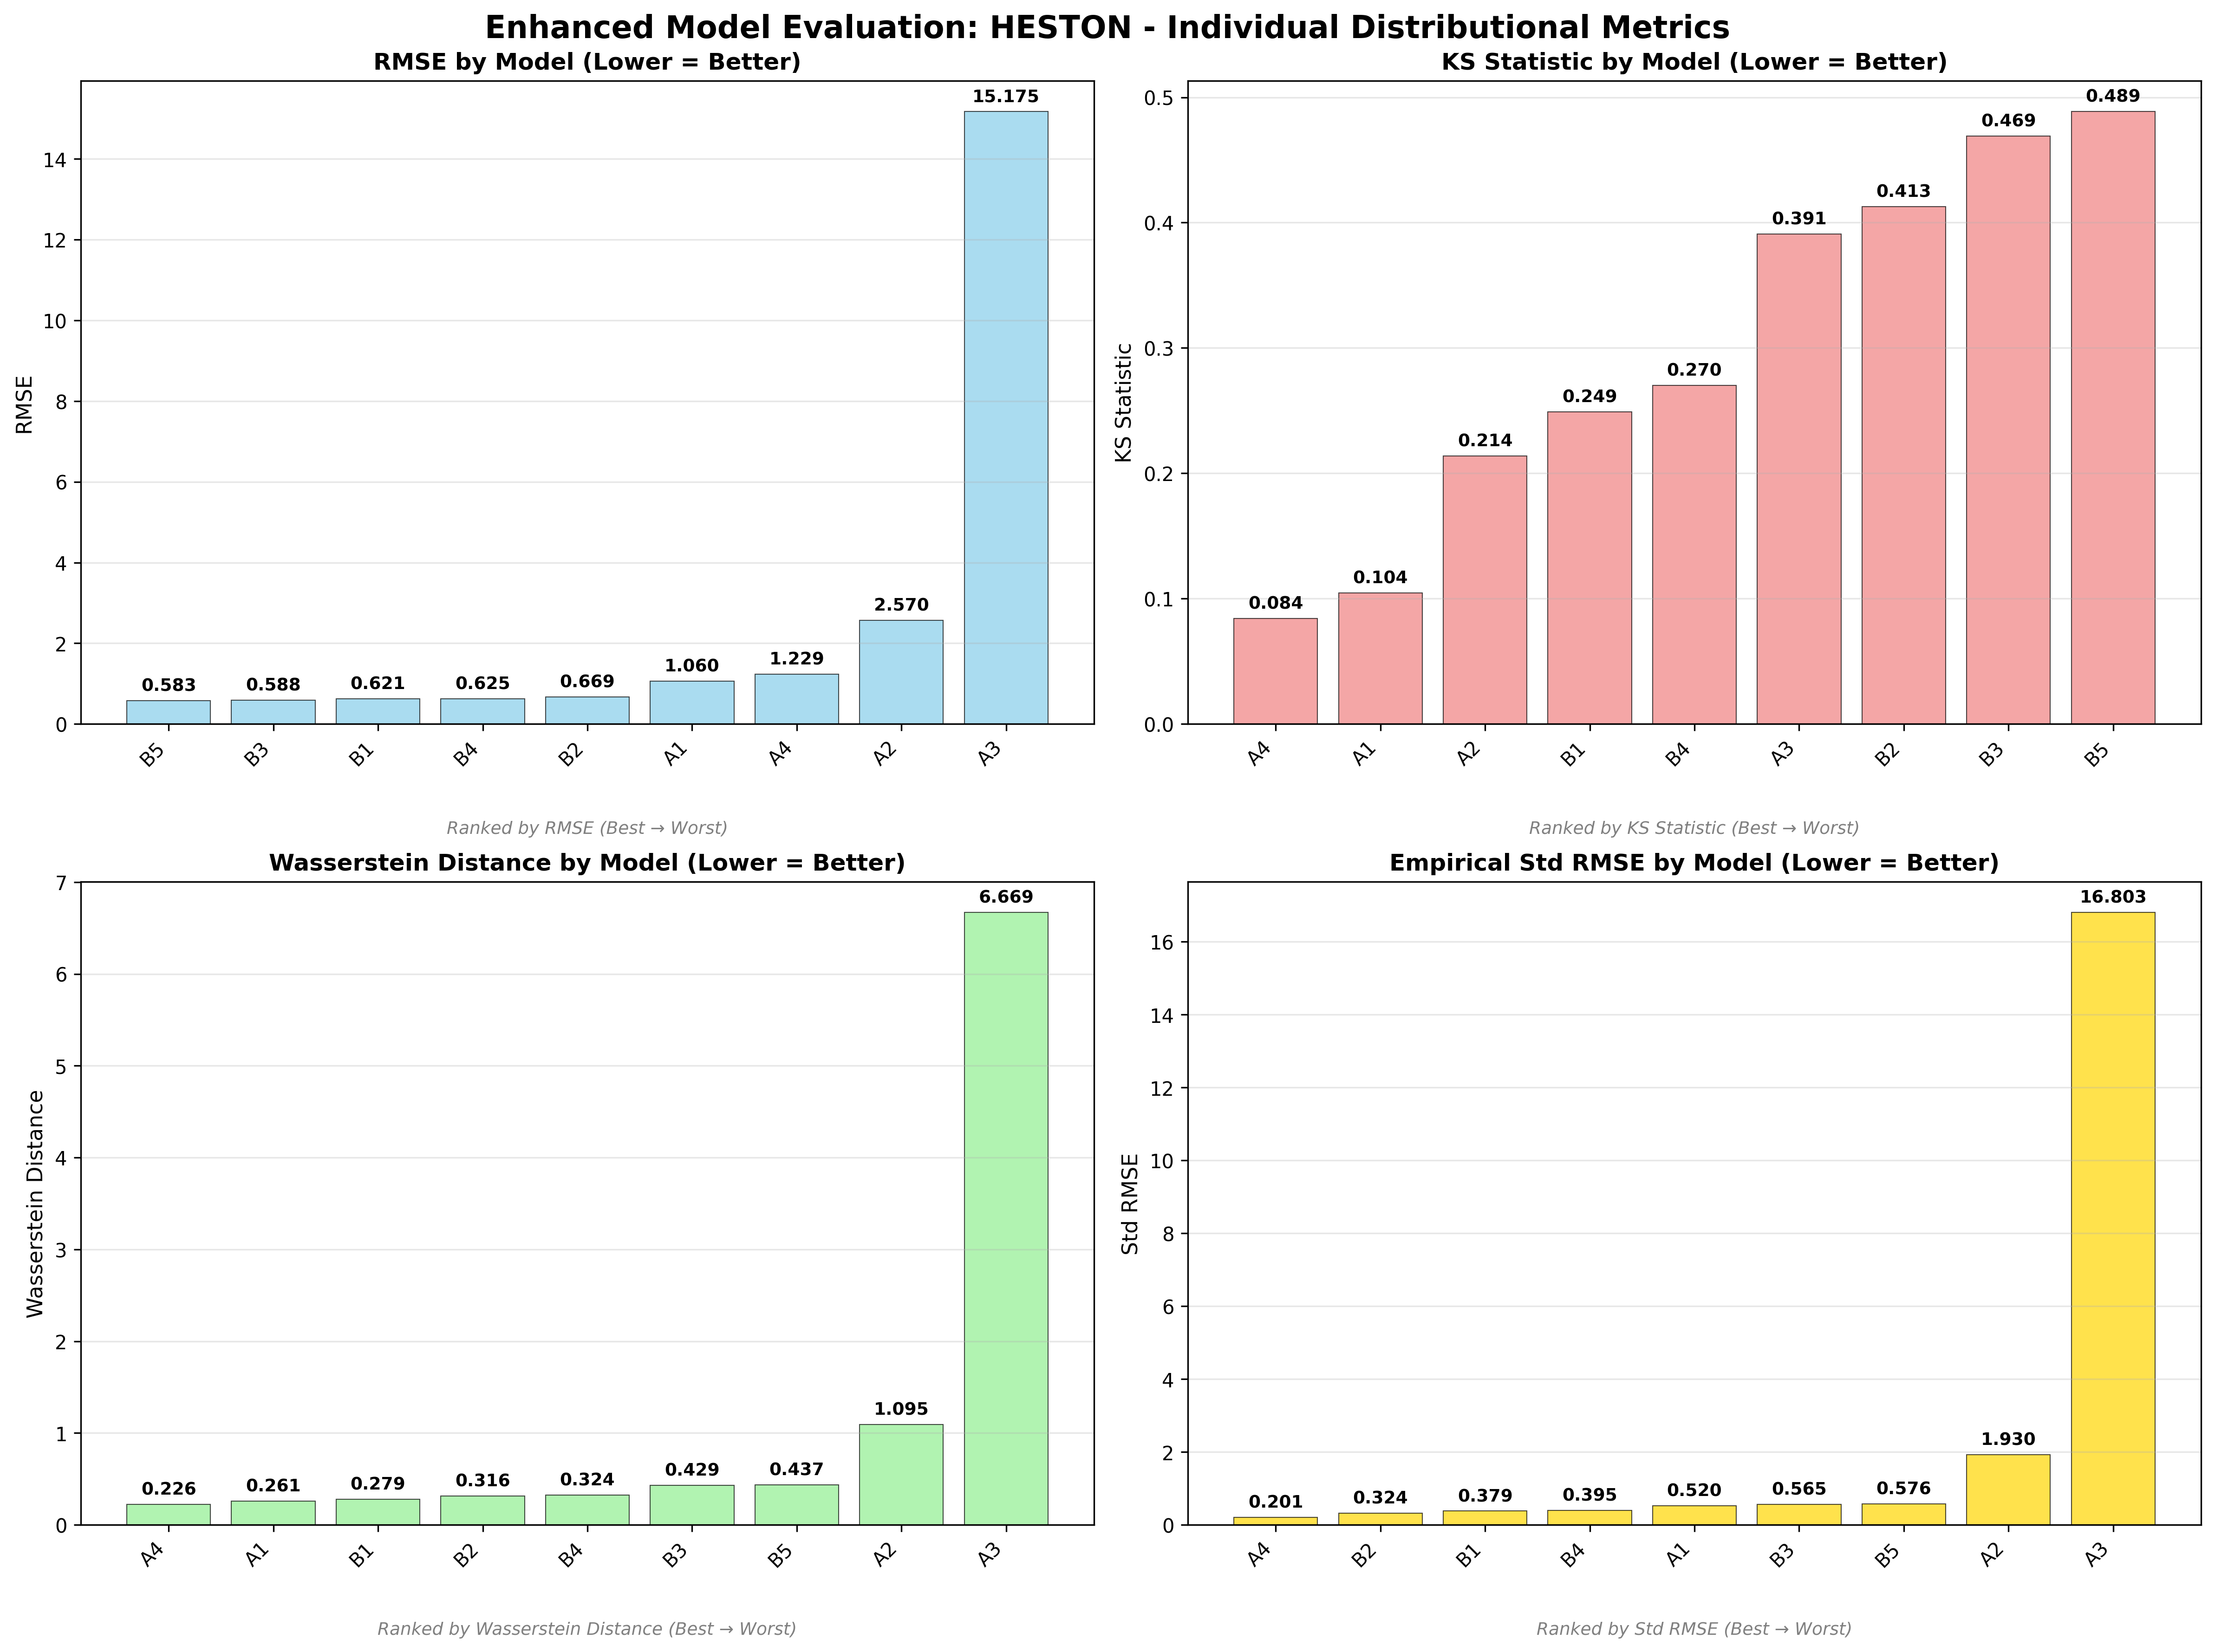 Enhanced Model Evaluation: HESTON - Individual Distributional Metrics
RMSE by Model (Lower = Better)
RMSE
14
12
10
8
6
4
2
0
0.583
0.588
0.621
0.625
0.669
1.060
1.229
2.570
15.175
B5
B3
B1
B4
B2
A1
A4
A2
A3
Ranked by RMSE (Best → Worst)
KS Statistic by Model (Lower = Better)
KS Statistic
0.5
0.4
0.3
0.2
0.1
0.0
0.084
0.104
0.214
0.249
0.270
0.391
0.413
0.469
0.489
A4
A1
A2
B1
B4
A3
B2
B3
B5
Ranked by KS Statistic (Best → Worst)
Wasserstein Distance by Model (Lower = Better)
Wasserstein Distance
7
6
5
4
3
2
1
0
0.226
0.261
0.279
0.316
0.324
0.429
0.437
1.095
6.669
A4
A1
B1
B2
B4
B3
B5
A2
A3
Ranked by Wasserstein Distance (Best → Worst)
Empirical Std RMSE by Model (Lower = Better)
Std RMSE
16
14
12
10
8
6
4
2
0
0.201
0.324
0.379
0.395
0.520
0.565
0.576
1.930
16.803
A4
B2
B1
B4
A1
B3
B5
A2
A3
Ranked by Std RMSE (Best → Worst)